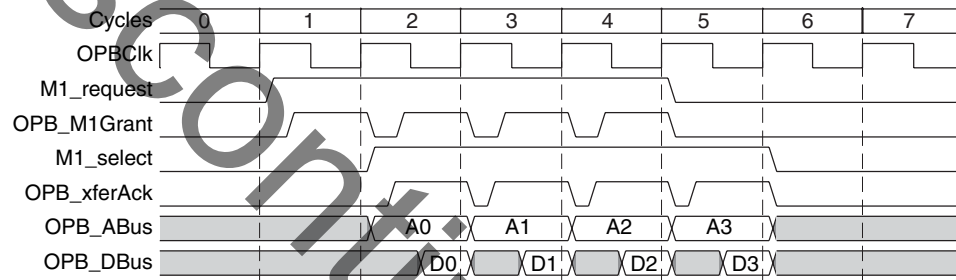 Cycles 0 1 2 3 4 5 6 7
OPBClk
M1_request
OPB_M1Grant
M1_select
OPB_xferAck
OPB_ABus A0 A1 A2 A3
OPB_DBus D0 D1 D2 D3